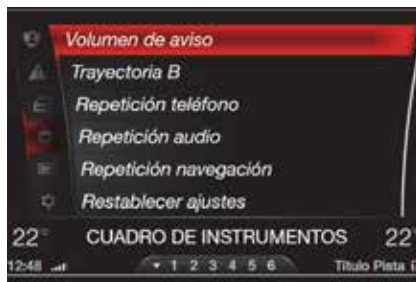 Volumen de aviso
Trayectoria B
Repetición teléfono
Repetición audio
Repetición navegación
Restablecer ajustes
22° CUADRO DE INSTRUMENTOS 22°
12:48 1 2 3 4 5 6 Título Pista